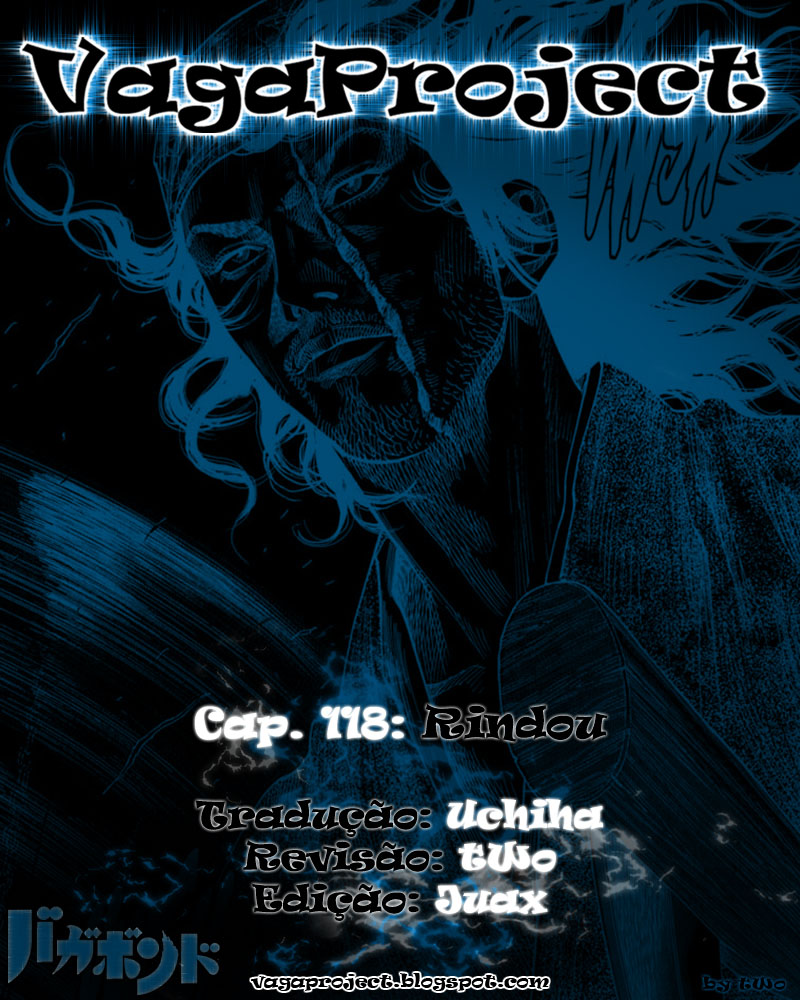 VagaProject
Cap. 118: Rindou
Tradução: Uchiha
Revisão: tWo
Edição: Juax
バガボンド
vagaproject.blogspot.com
by tWo